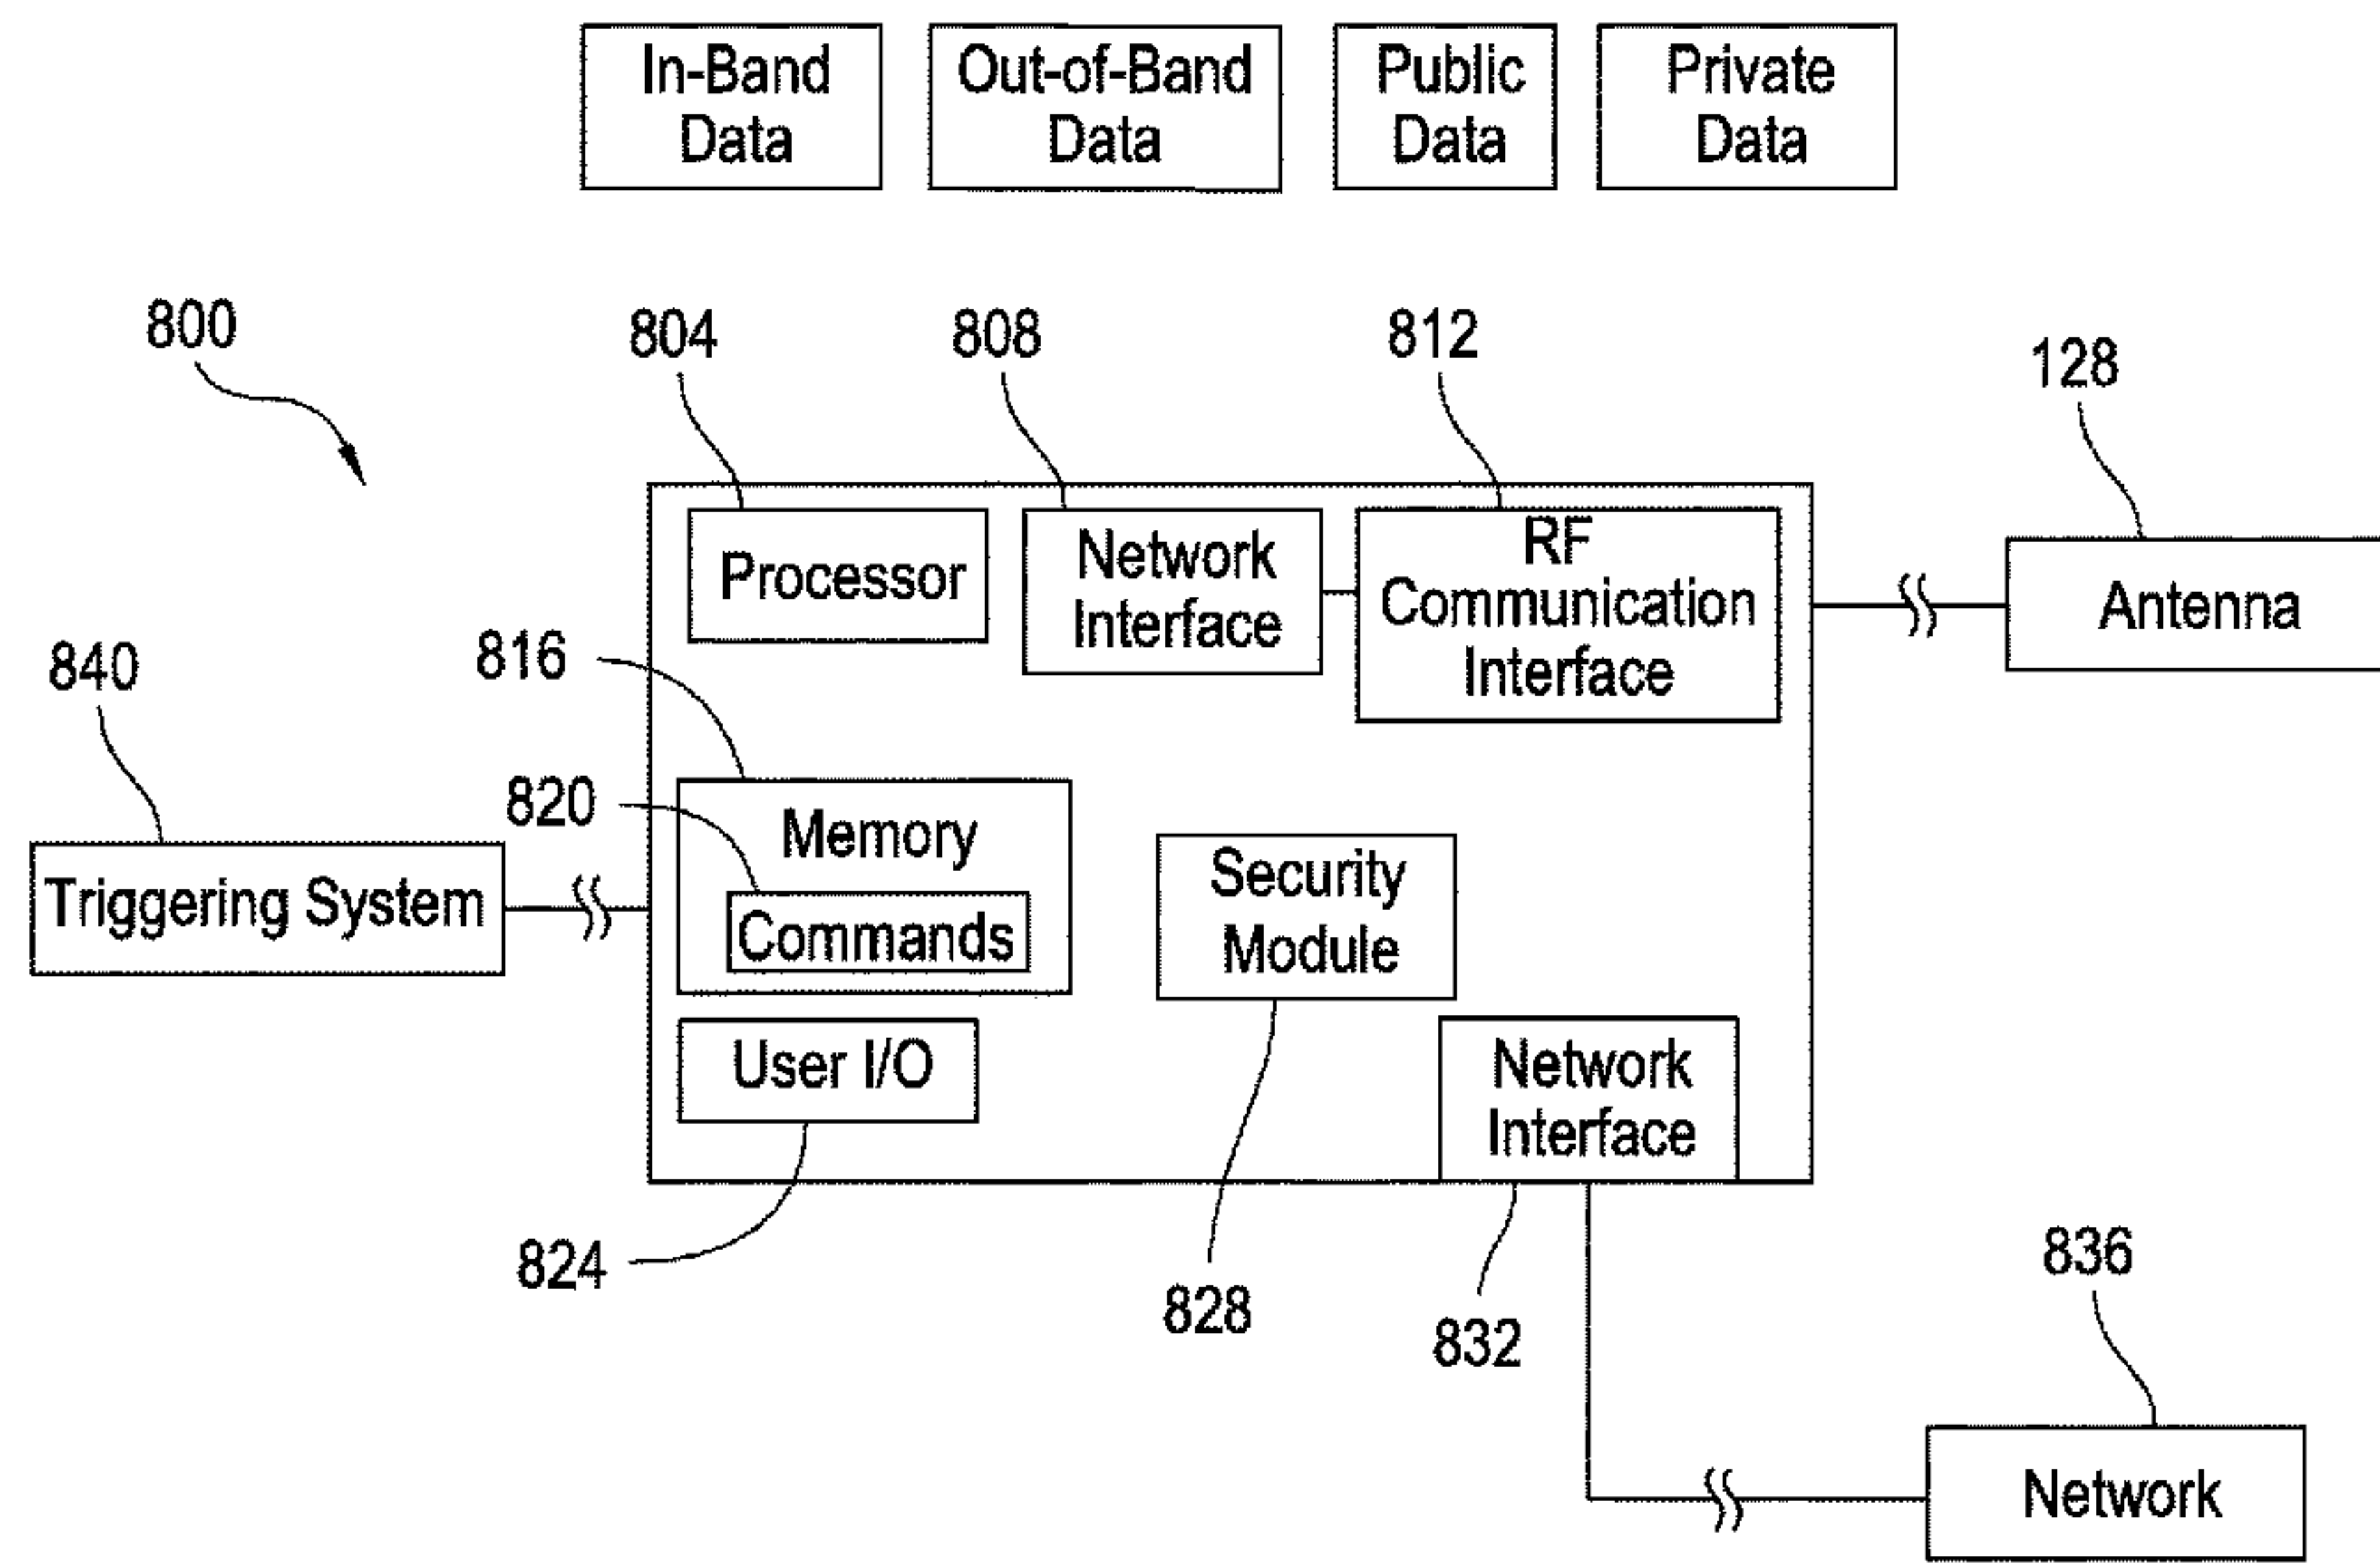 In-Band
Data
Out-of-Band
Data
Public
Data
Private
Data
800
804
808
812
128
Processor
Network
Interface
RF
Communication
Interface
Antenna
840
816
820
Triggering System
Memory
Commands
Security
Module
User I/O
Network
Interface
824
828
832
836
Network